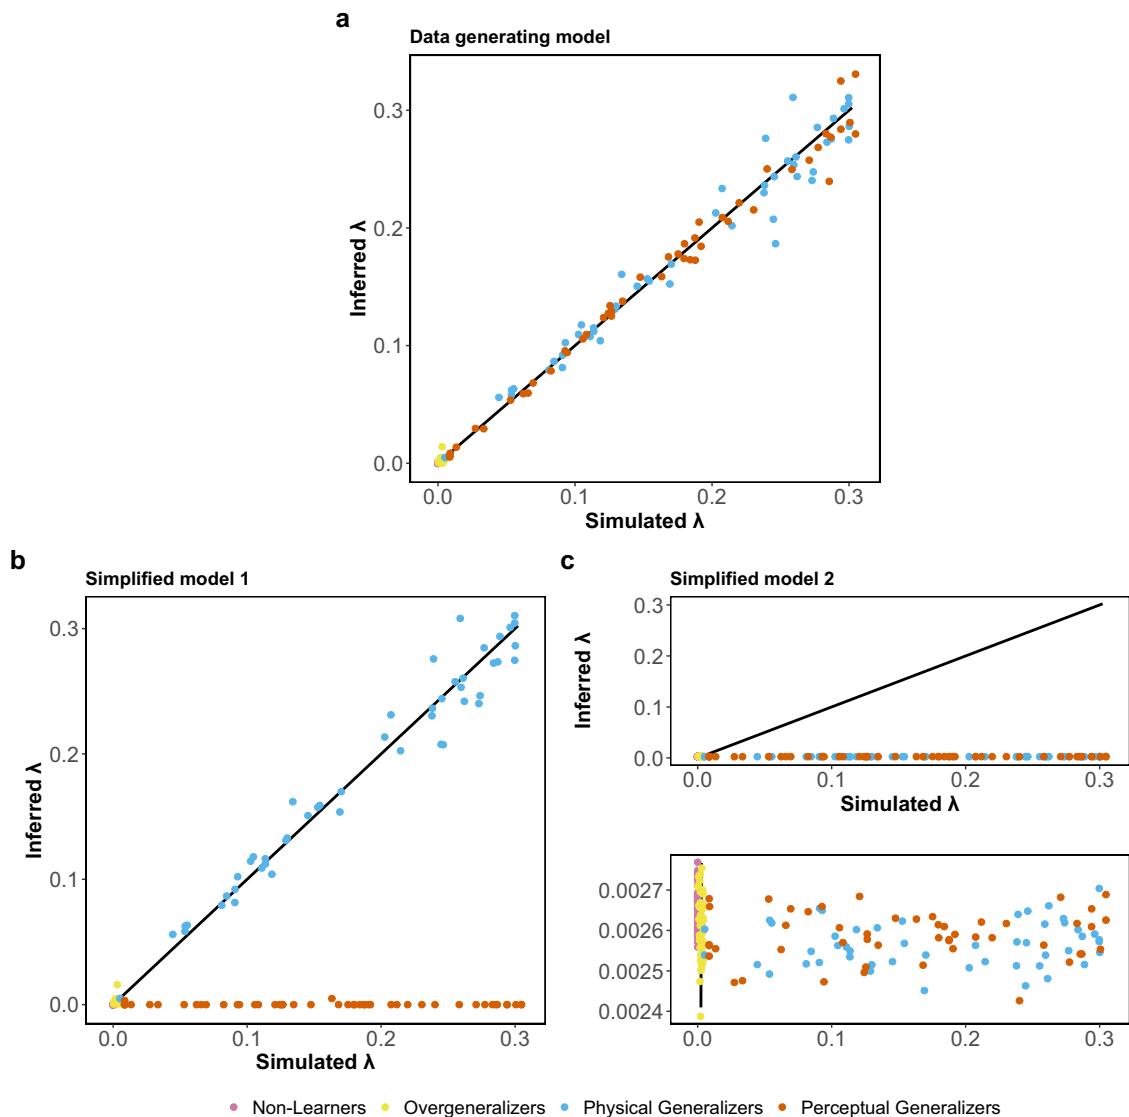 a
Data generating model
Inferred λ
0.3
0.2
0.1
0.0
0.0 0.1 0.2 0.3
Simulated λ
b
Simplified model 1
Inferred λ
0.3
0.2
0.1
0.0
0.0 0.1 0.2 0.3
Simulated λ
c
Simplified model 2
Inferred λ
0.3
0.2
0.1
0.0
0.0 0.1 0.2 0.3
Simulated λ
0.0027
0.0026
0.0025
0.0024
0.0 0.1 0.2 0.3
Non-Learners Overgeneralizers Physical Generalizers Perceptual Generalizers